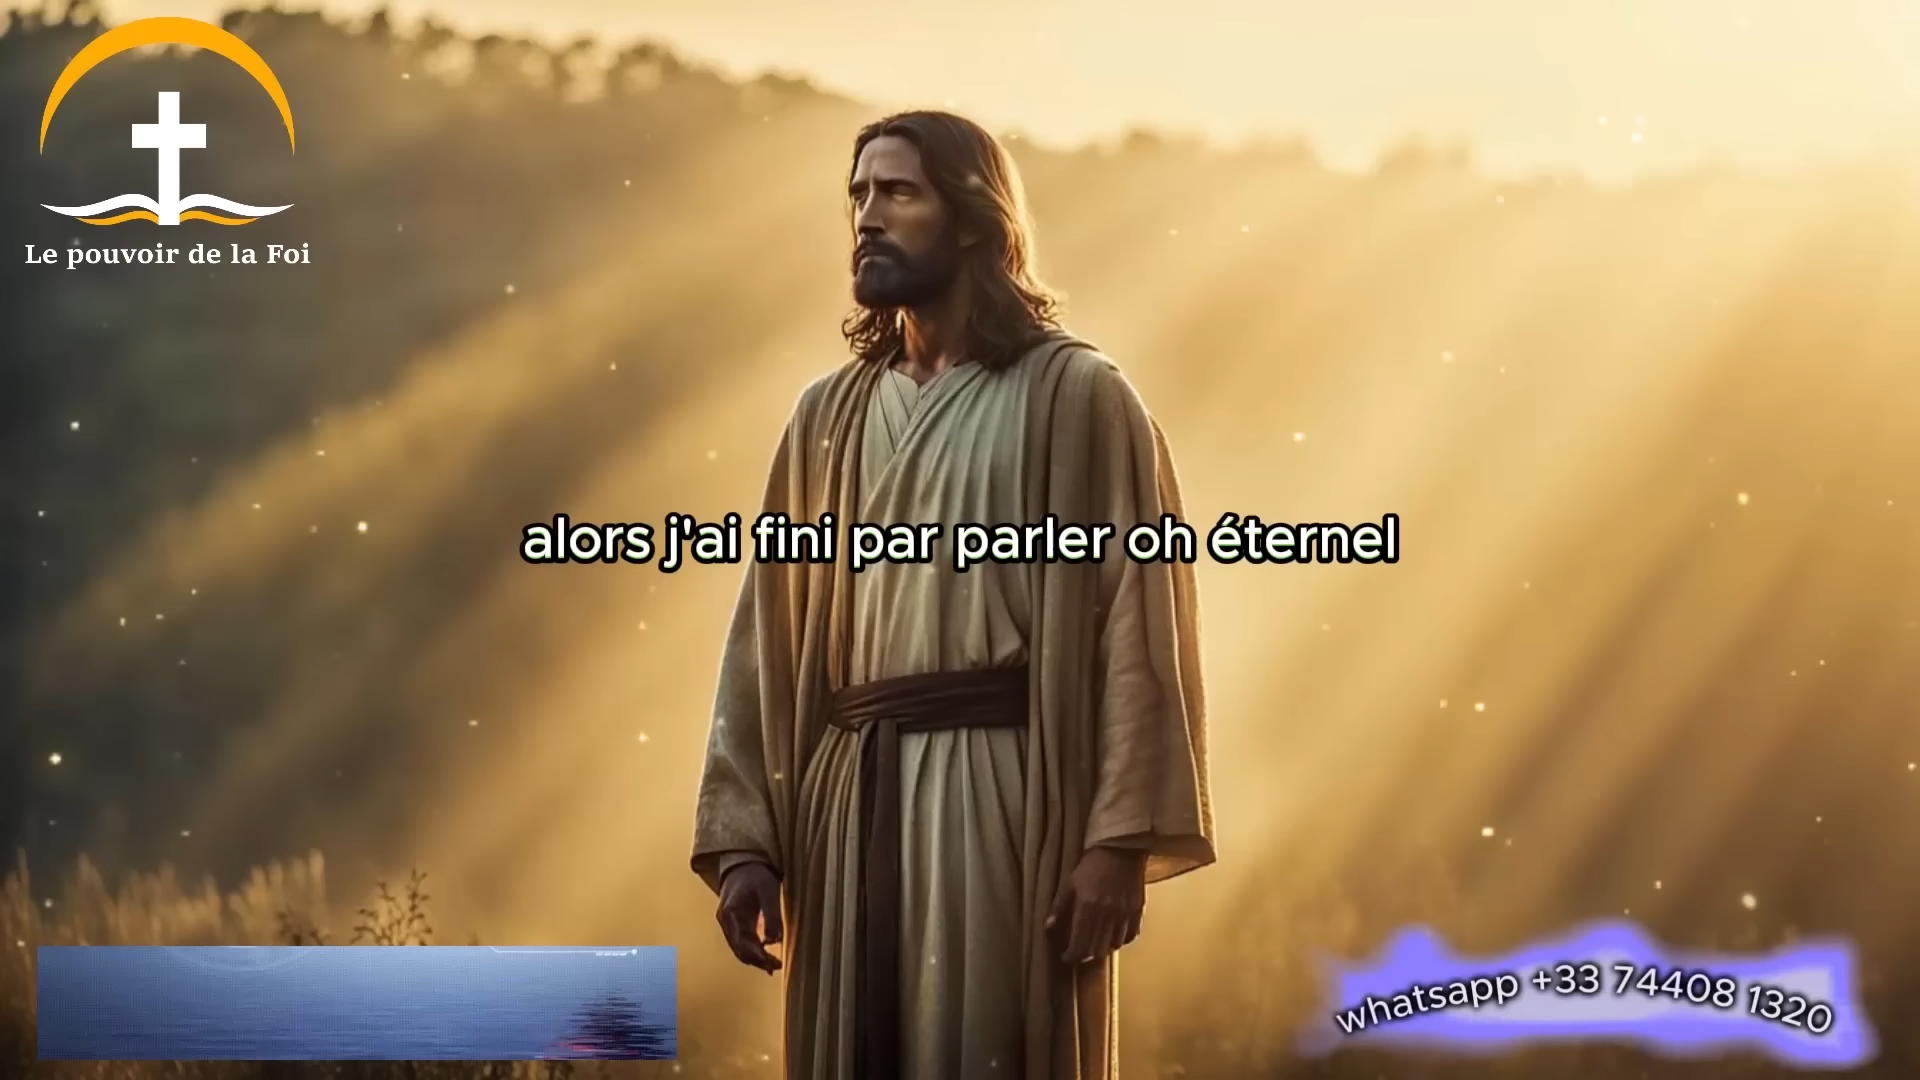 Le pouvoir de la Foi
alors j'ai fini par parler oh éternel
whatsapp +33 74408 1320